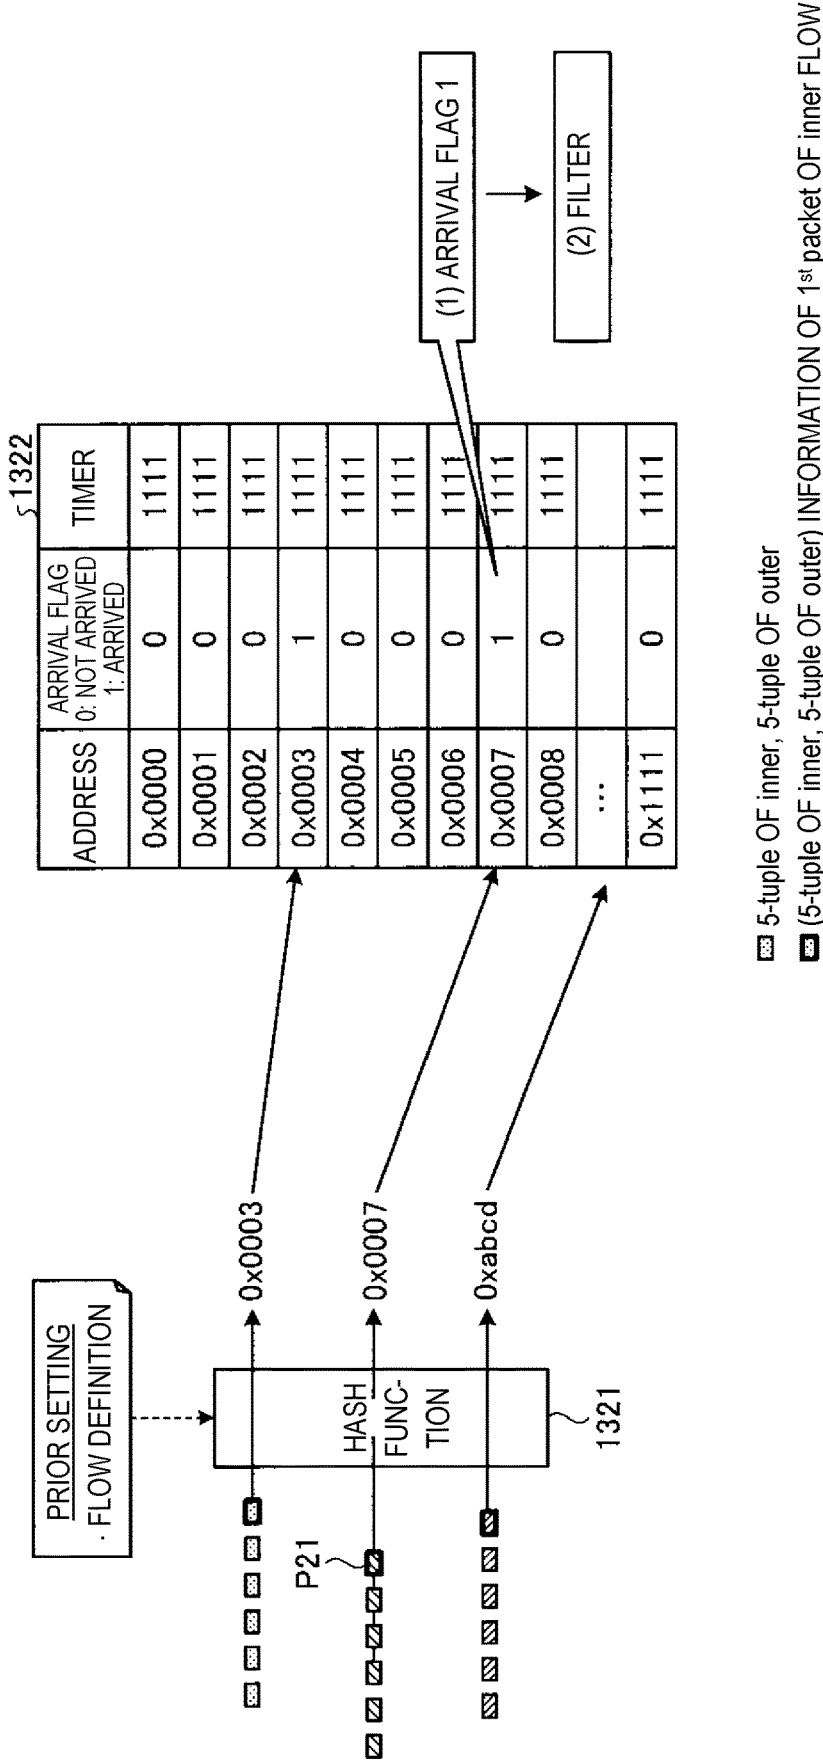 PRIOR SETTING
· FLOW DEFINITION
P21
HASH
FUNC-
TION
1321
0x0003
0x0007
0xabcd
1322
ADDRESS ARRIVAL FLAG 0: NOT ARRIVED 1: ARRIVED TIMER
0x0000 0 1111
0x0001 0 1111
0x0002 0 1111
0x0003 1 1111
0x0004 0 1111
0x0005 0 1111
0x0006 0 1111
0x0007 1 1111
0x0008 0 1111
...
0x1111 0 1111
(1) ARRIVAL FLAG 1
(2) FILTER
5-tuple OF inner, 5-tuple OF outer
(5-tuple OF inner, 5-tuple OF outer) INFORMATION OF 1st packet OF inner FLOW